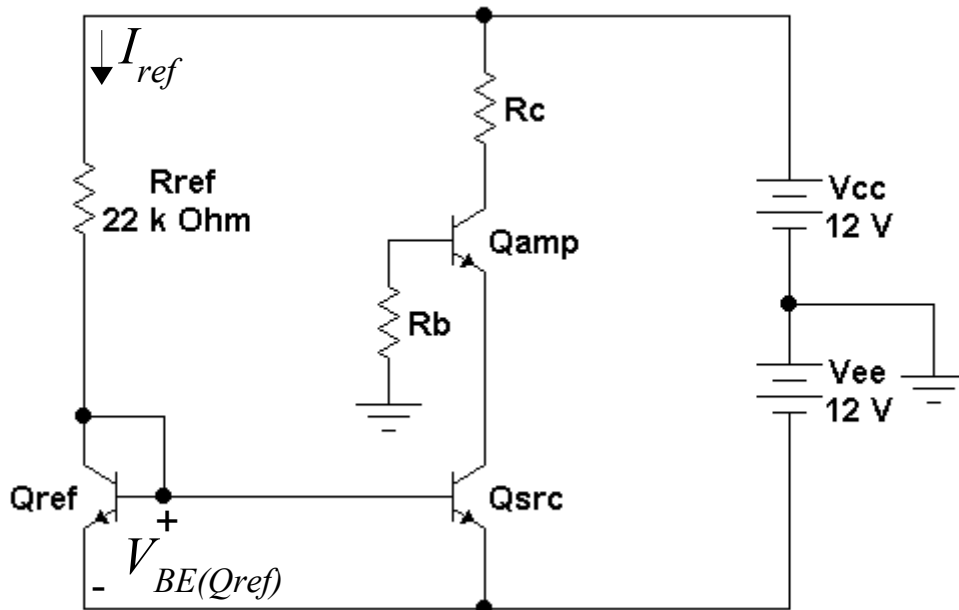 I ref
Rc
Rref
22 k Ohm
Vcc
12 V
Qamp
Rb
Vee
12 V
Qref
Qsrc
+
-
V BE(Qref)